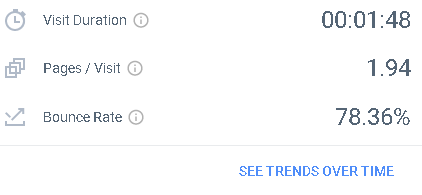 Visit Duration 00:01:48
Pages / Visit 1.94
Bounce Rate 78.36%
SEE TRENDS OVER TIME